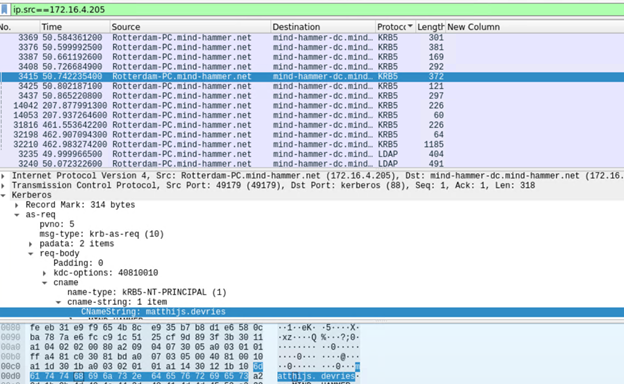 ip.src==172.16.4.205
No. Time Source Destination Protocol Length New Column
3369 50.584361200 Rotterdam-PC.mind-hammer.net mind-hammer-dc.mind… KRB5 301
3376 50.599992500 Rotterdam-PC.mind-hammer.net mind-hammer-dc.mind… KRB5 381
3387 50.661192600 Rotterdam-PC.mind-hammer.net mind-hammer-dc.mind… KRB5 169
3408 50.726684900 Rotterdam-PC.mind-hammer.net mind-hammer-dc.mind… KRB5 292
3415 50.742235400 Rotterdam-PC.mind-hammer.net mind-hammer-dc.mind… KRB5 372
3425 50.802187100 Rotterdam-PC.mind-hammer.net mind-hammer-dc.mind… KRB5 121
3437 50.865220800 Rotterdam-PC.mind-hammer.net mind-hammer-dc.mind… KRB5 297
14042 207.877991300 Rotterdam-PC.mind-hammer.net mind-hammer-dc.mind… KRB5 226
14053 207.937264600 Rotterdam-PC.mind-hammer.net mind-hammer-dc.mind… KRB5 60
31816 461.553642200 Rotterdam-PC.mind-hammer.net mind-hammer-dc.mind… KRB5 226
32198 462.907094300 Rotterdam-PC.mind-hammer.net mind-hammer-dc.mind… KRB5 64
32210 462.983274200 Rotterdam-PC.mind-hammer.net mind-hammer-dc.mind… KRB5 1185
3235 49.999966500 Rotterdam-PC.mind-hammer.net mind-hammer-dc.mind… LDAP 404
3240 50.072322600 Rotterdam-PC.mind-hammer.net mind-hammer-dc.mind… LDAP 491
Internet Protocol Version 4, Src: Rotterdam-PC.mind-hammer.net (172.16.4.205), Dst: mind-hammer-dc.mind-hammer.net (172.16.
Transmission Control Protocol, Src Port: 49179 (49179), Dst Port: kerberos (88), Seq: 1, Ack: 1, Len: 318
Kerberos
Record Mark: 314 bytes
as-req
pvno: 5
msg-type: krb-as-req (10)
padata: 2 items
req-body
Padding: 0
kdc-options: 40810010
cname
name-type: kRB5-NT-PRINCIPAL (1)
cname-string: 1 item
CNameString: matthijs.devries
0080 fe eb 31 e9 f9 65 4b 8c e9 35 b7 b8 d1 e6 58 0c ··1··eK· ·5····X·
0090 ba 78 7a e6 fc c9 1c 51 25 cf 9d 89 3f 3b 30 11 ·xz····Q %···?;0·
00a0 a1 04 02 02 00 80 a2 09 04 07 30 05 a0 03 01 01
00b0 ff a4 81 c0 30 81 bd a0 07 03 05 00 40 81 00 10
00c0 a1 1d 30 1b a0 03 02 01 01 a1 14 30 12 1b 10 6d
00d0 61 74 74 68 69 6a 73 2e 64 65 76 72 69 65 73 a2 atthijs. devries·